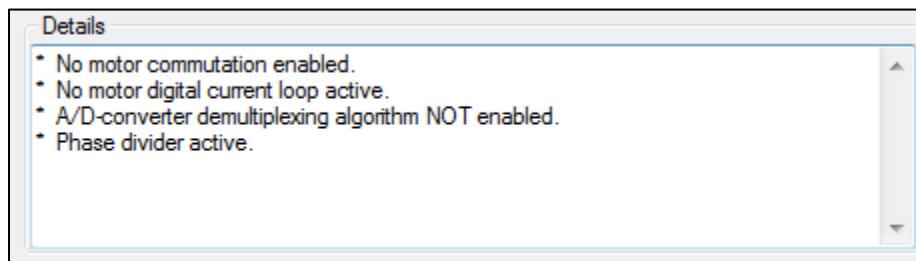 Details
* No motor commutation enabled.
* No motor digital current loop active.
* A/D-converter demultiplexing algorithm NOT enabled.
* Phase divider active.